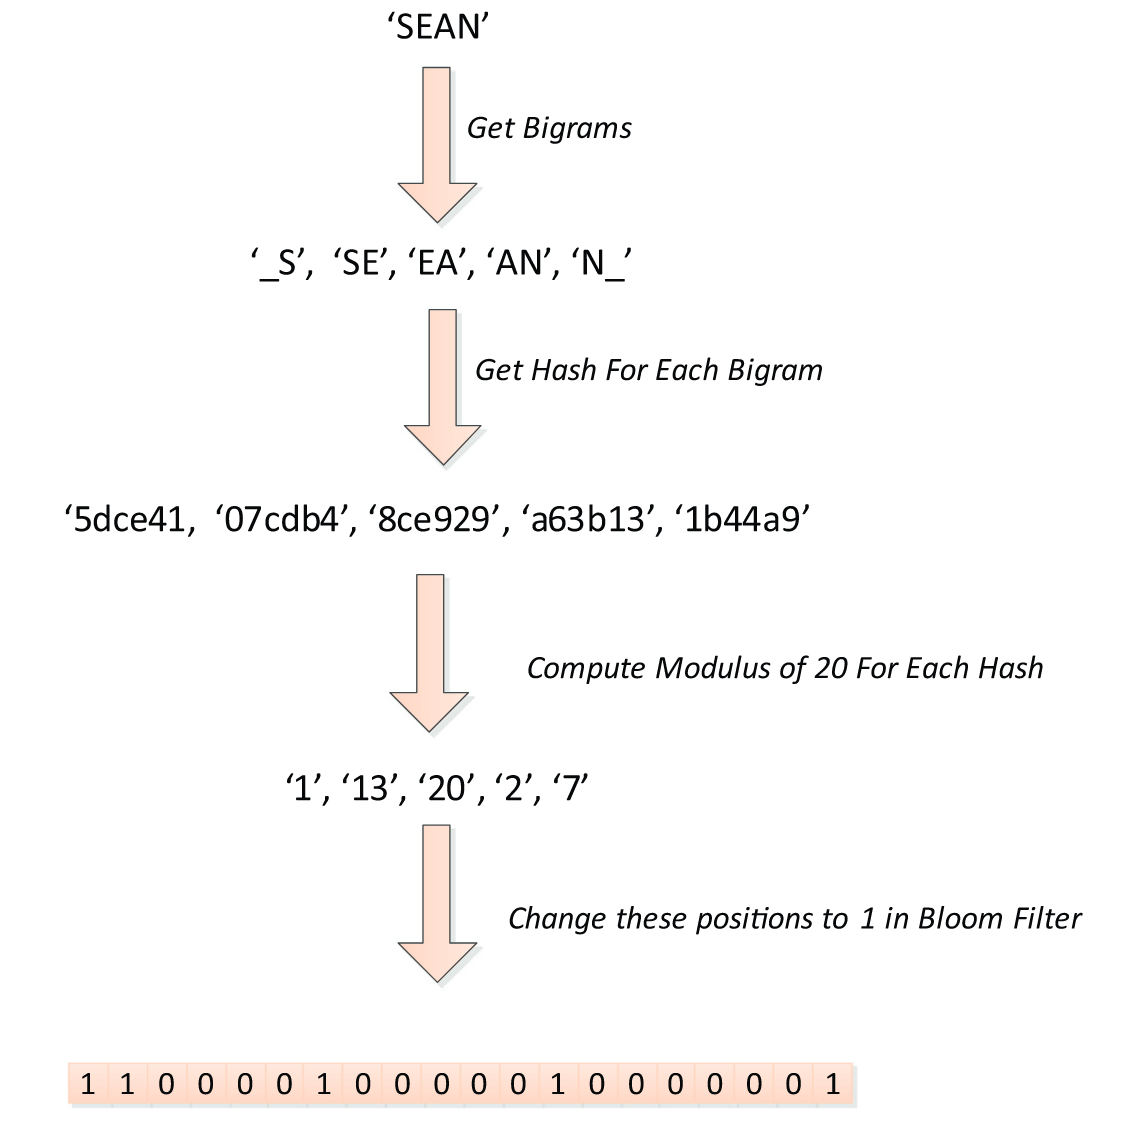 ‘SEAN’
Get Bigrams
‘_S’, ‘SE’, ‘EA’, ‘AN’, ‘N_’
Get Hash For Each Bigram
‘5dce41, ‘07cdb4’, ‘8ce929’, ‘a63b13’, ‘1b44a9’
Compute Modulus of 20 For Each Hash
‘1’, ‘13’, ‘20’, ‘2’, ‘7’
Change these positions to 1 in Bloom Filter
1 1 0 0 0 0 1 0 0 0 0 0 1 0 0 0 0 0 0 1